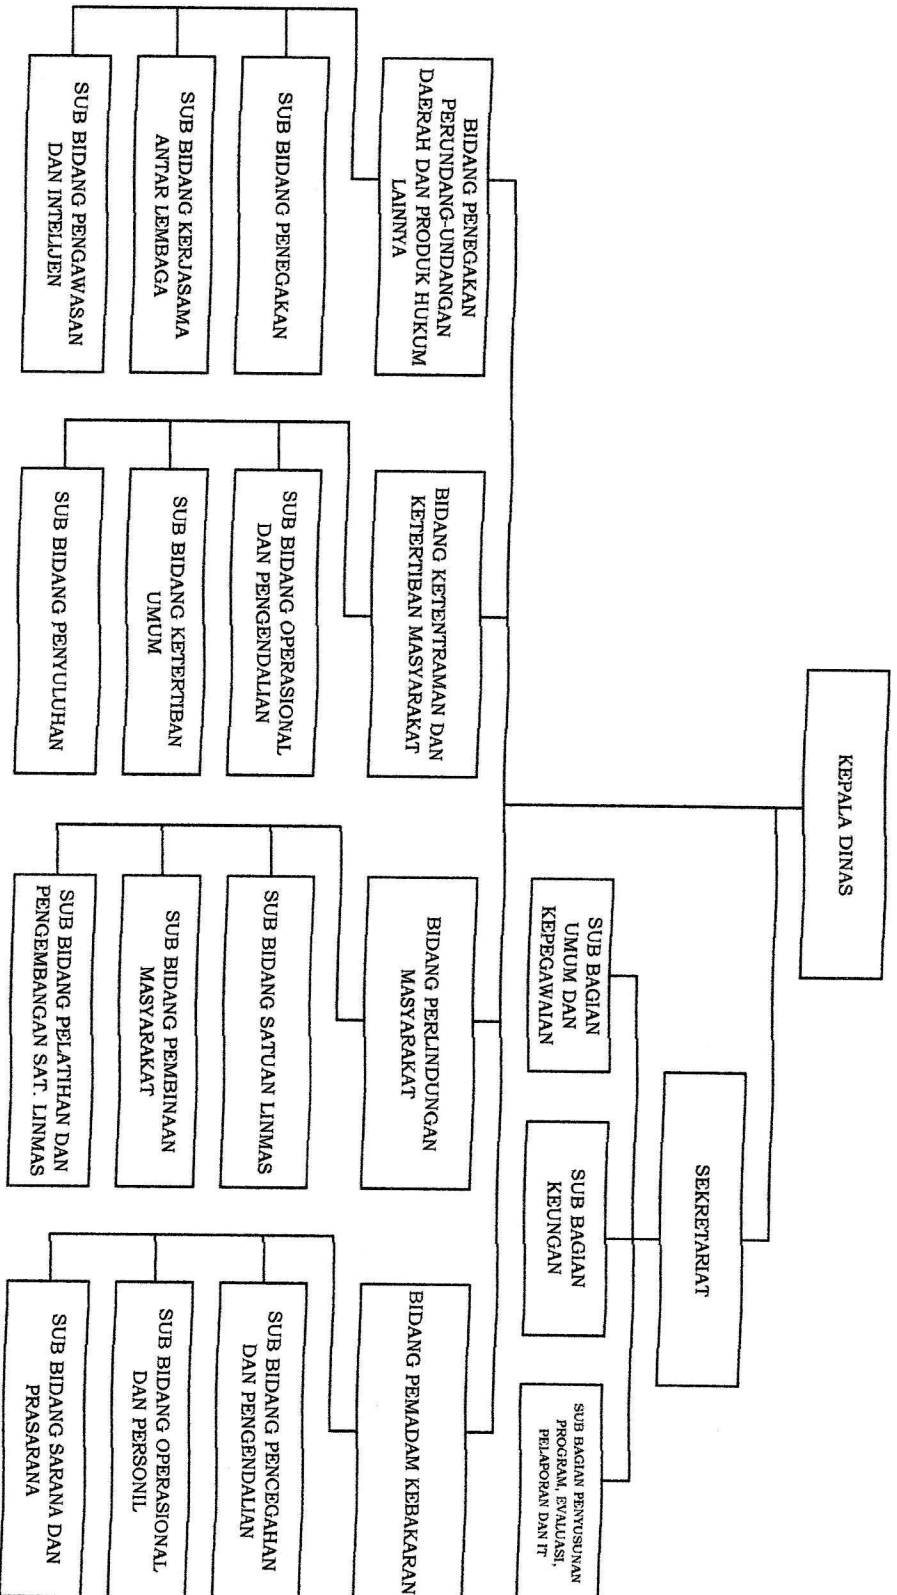 KEPALA DINAS
SEKRETARIAT
SUB BAGIAN
UMUM DAN
KEPEGAWAIAN
SUB BAGIAN
KEUNGAN
SUB BAGIAN PENYUSUNAN
PROGRAM, EVALUASI,
PELAPORAN DAN IT
BIDANG PENEGAKAN
PERUNDANG-UNDANGAN
DAERAH DAN PRODUK HUKUM
LAINNYA
SUB BIDANG PENEGAKAN
SUB BIDANG KERJASAMA
ANTAR LEMBAGA
SUB BIDANG PENGAWASAN
DAN INTELIJEN
BIDANG KETENTRAMAN DAN
KETERTIBAN MASYARAKAT
SUB BIDANG OPERASIONAL
DAN PENGENDALIAN
SUB BIDANG KETERTIBAN
UMUM
SUB BIDANG PENYULUHAN
BIDANG PERLINDUNGAN
MASYARAKAT
SUB BIDANG SATUAN LINMAS
SUB BIDANG PEMBINAAN
MASYARAKAT
SUB BIDANG PELATIHAN DAN
PENGEMBANGAN SAT. LINMAS
BIDANG PEMADAM KEBAKARAN
SUB BIDANG PENCEGAHAN
DAN PENGENDALIAN
SUB BIDANG OPERASIONAL
DAN PERSONIL
SUB BIDANG SARANA DAN
PRASARANA